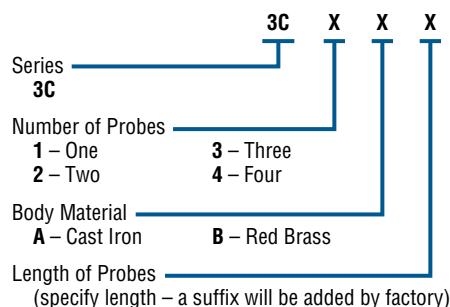 3C X X X
Series
3C
Number of Probes
1 – One 3 – Three
2 – Two 4 – Four
Body Material
A – Cast Iron B – Red Brass
Length of Probes
(specify length – a suffix will be added by factory)